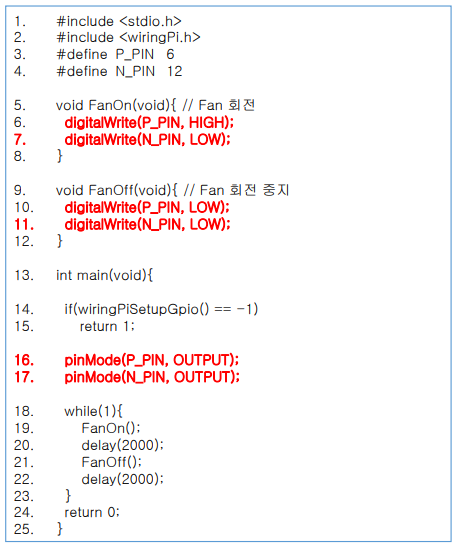 1. #include <stdio.h>
2. #include <wiringPi.h>
3. #define P_PIN 6
4. #define N_PIN 12
5. void FanOn(void){ // Fan 회전
6. digitalWrite(P_PIN, HIGH);
7. digitalWrite(N_PIN, LOW);
8. }
9. void FanOff(void){ // Fan 회전 중지
10. digitalWrite(P_PIN, LOW);
11. digitalWrite(N_PIN, LOW);
12. }
13. int main(void){
14. if(wiringPiSetupGpio() == -1)
15. return 1;
16. pinMode(P_PIN, OUTPUT);
17. pinMode(N_PIN, OUTPUT);
18. while(1){
19. FanOn();
20. delay(2000);
21. FanOff();
22. delay(2000);
23. }
24. return 0;
25. }